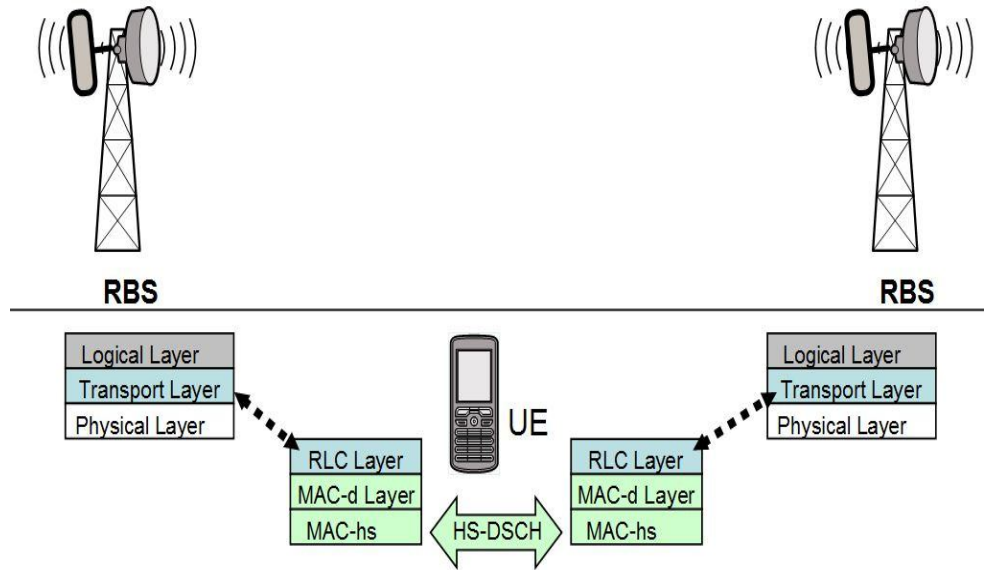 RBS
RBS
Logical Layer
Transport Layer
Physical Layer
UE
Logical Layer
Transport Layer
Physical Layer
RLC Layer
MAC-d Layer
MAC-hs
HS-DSCH
RLC Layer
MAC-d Layer
MAC-hs